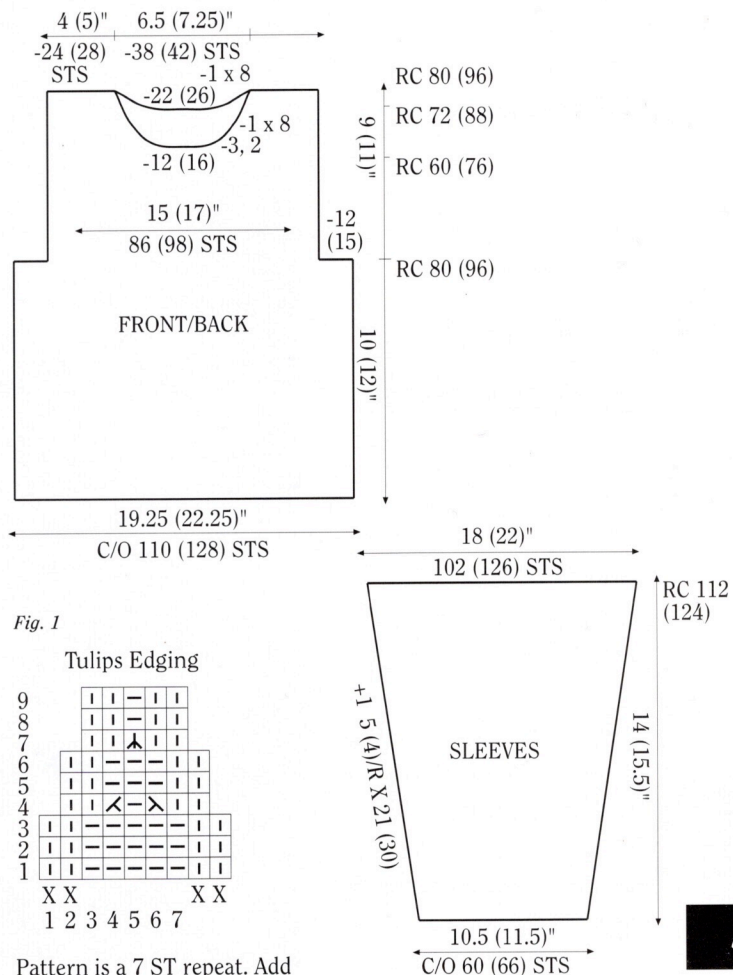 4 (5)" 6.5 (7.25)"
-24 (28) -38 (42) STS
STS -1 x 8
-22 (26)
-1 x 8
-3, 2
-12 (16)
RC 80 (96)
RC 72 (88)
9 (11)"
RC 60 (76)
15 (17)"
86 (98) STS
-12
(15)
RC 80 (96)
FRONT/BACK
10 (12)"
19.25 (22.25)"
C/O 110 (128) STS
18 (22)"
102 (126) STS
RC 112
(124)
+1 5 (4)/R X 21 (30)
SLEEVES
14 (15.5)"
10.5 (11.5)"
C/O 60 (66) STS
Fig. 1
Tulips Edging
9
8
7
6
5
4
3
2
1
X X X X
1 2 3 4 5 6 7
Pattern is a 7 ST repeat. Add